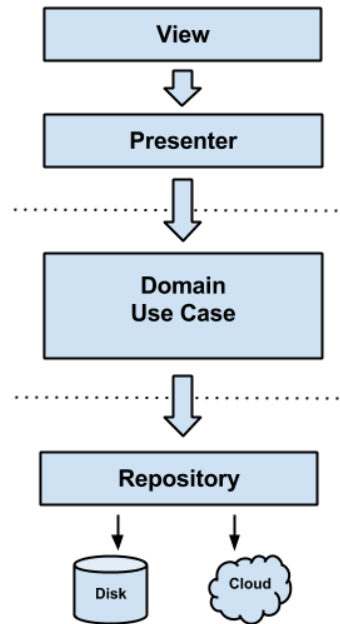 View
Presenter
Domain
Use Case
Repository
Disk
Cloud